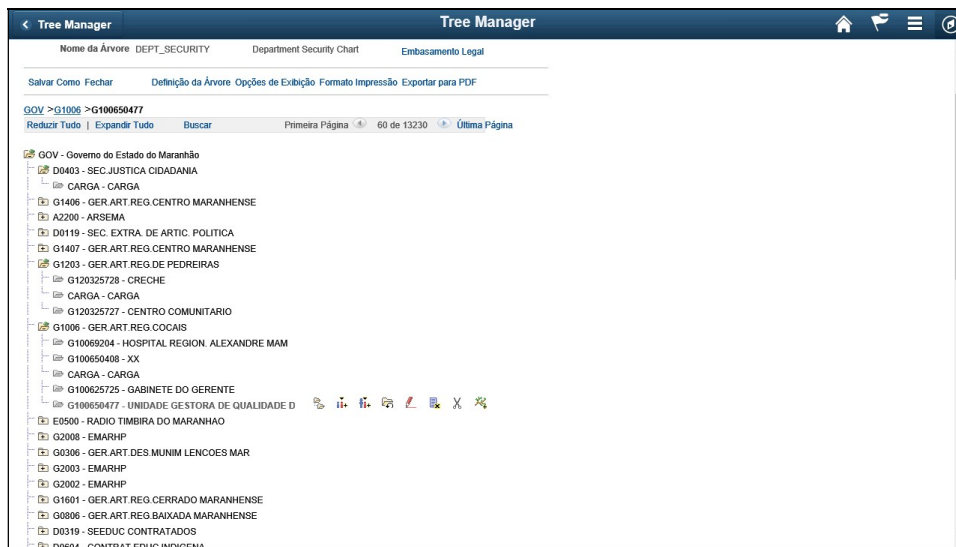 Tree Manager
Tree Manager
Nome da Árvore DEPT_SECURITY Department Security Chart Embasamento Legal
Salvar Como Fechar Definição da Árvore Opções de Exibição Formato Impressão Exportar para PDF
GOV >G1006 >G100650477
Reduzir Tudo | Expandir Tudo Buscar Primeira Página 60 de 13230 Última Página
GOV - Governo do Estado do Maranhão
D0403 - SEC.JUSTICA CIDADANIA
CARGA - CARGA
G1406 - GER.ART.REG.CENTRO MARANHENSE
A2200 - ARSEMA
D0119 - SEC. EXTRA. DE ARTIC. POLITICA
G1407 - GER.ART.REG.CENTRO MARANHENSE
G1203 - GER.ART.REG.DE PEDREIRAS
G120325728 - CRECHE
CARGA - CARGA
G120325727 - CENTRO COMUNITARIO
G1006 - GER.ART.REG.COCAIS
G10069204 - HOSPITAL REGION. ALEXANDRE MAM
G100650408 - XX
CARGA - CARGA
G100625725 - GABINETE DO GERENTE
G100650477 - UNIDADE GESTORA DE QUALIDADE D
E0500 - RADIO TIMBIRA DO MARANHAO
G2008 - EMARHP
G0306 - GER.ART.DES.MUNIM LENCOES MAR
G2003 - EMARHP
G2002 - EMARHP
G1601 - GER.ART.REG.CERRADO MARANHENSE
G0806 - GER.ART.REG.BAIXADA MARANHENSE
D0319 - SEEDUC CONTRATADOS
D0604 - CONTRAT.EDUC.INDIGENA